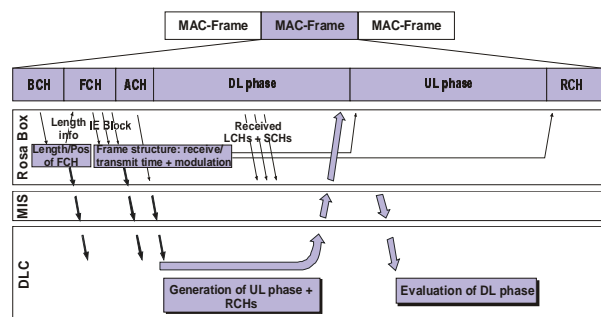 MAC-Frame MAC-Frame MAC-Frame
BCH FCH ACH DL phase UL phase RCH
Rosa Box
Length
info
IE Block
Received
LCHs + SCHs
Length/Pos
of FCH
Frame structure: receive/
transmit time + modulation
MIS
DLC
Generation of UL phase +
RCHs
Evaluation of DL phase